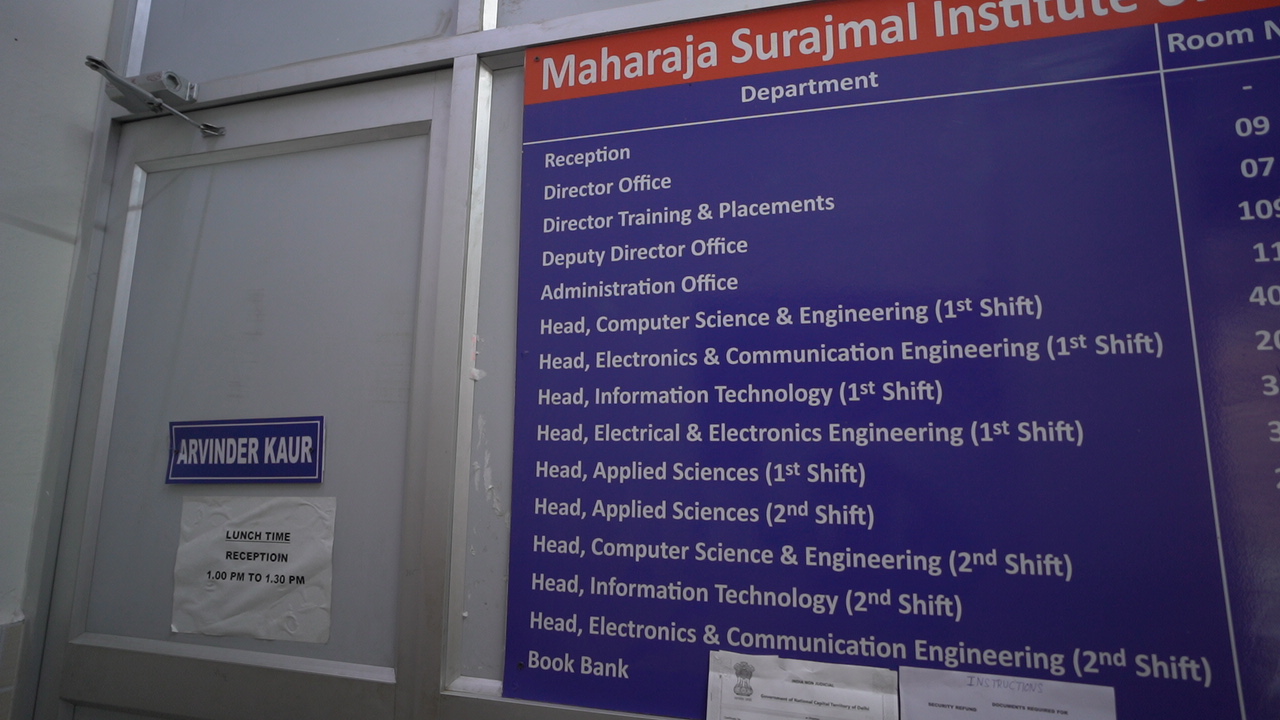 Maharaja Surajmal Institute
Department
Room
Reception
-
Director Office
09
Director Training & Placements
07
Deputy Director Office
109
Administration Office
Head, Computer Science & Engineering (1st Shift)
Head, Electronics & Communication Engineering (1st Shift)
Head, Information Technology (1st Shift)
Head, Electrical & Electronics Engineering (1st Shift)
Head, Applied Sciences (1st Shift)
Head, Applied Sciences (2nd Shift)
Head, Computer Science & Engineering (2nd Shift)
Head, Information Technology (2nd Shift)
Head, Electronics & Communication Engineering (2nd Shift)
Book Bank
ARVINDER KAUR
LUNCH TIME
RECEPTIOIN
1.00 PM TO 1.30 PM
INDIA NON JUDICIAL
Government of National Capital Territory of Delhi
INSTRUCTIONS
SECURITY REFUND DOCUMENTS REQUIRED FOR